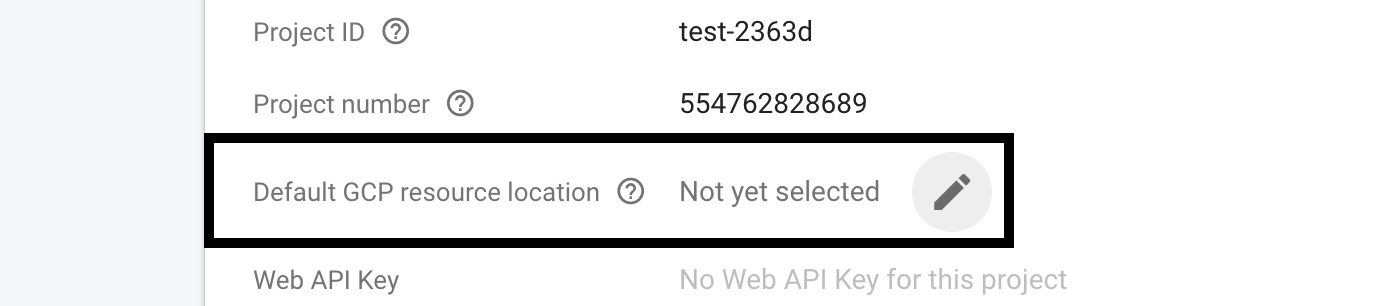 Project ID ? test-2363d
Project number ? 554762828689
Default GCP resource location ? Not yet selected
Web API Key No Web API Key for this project